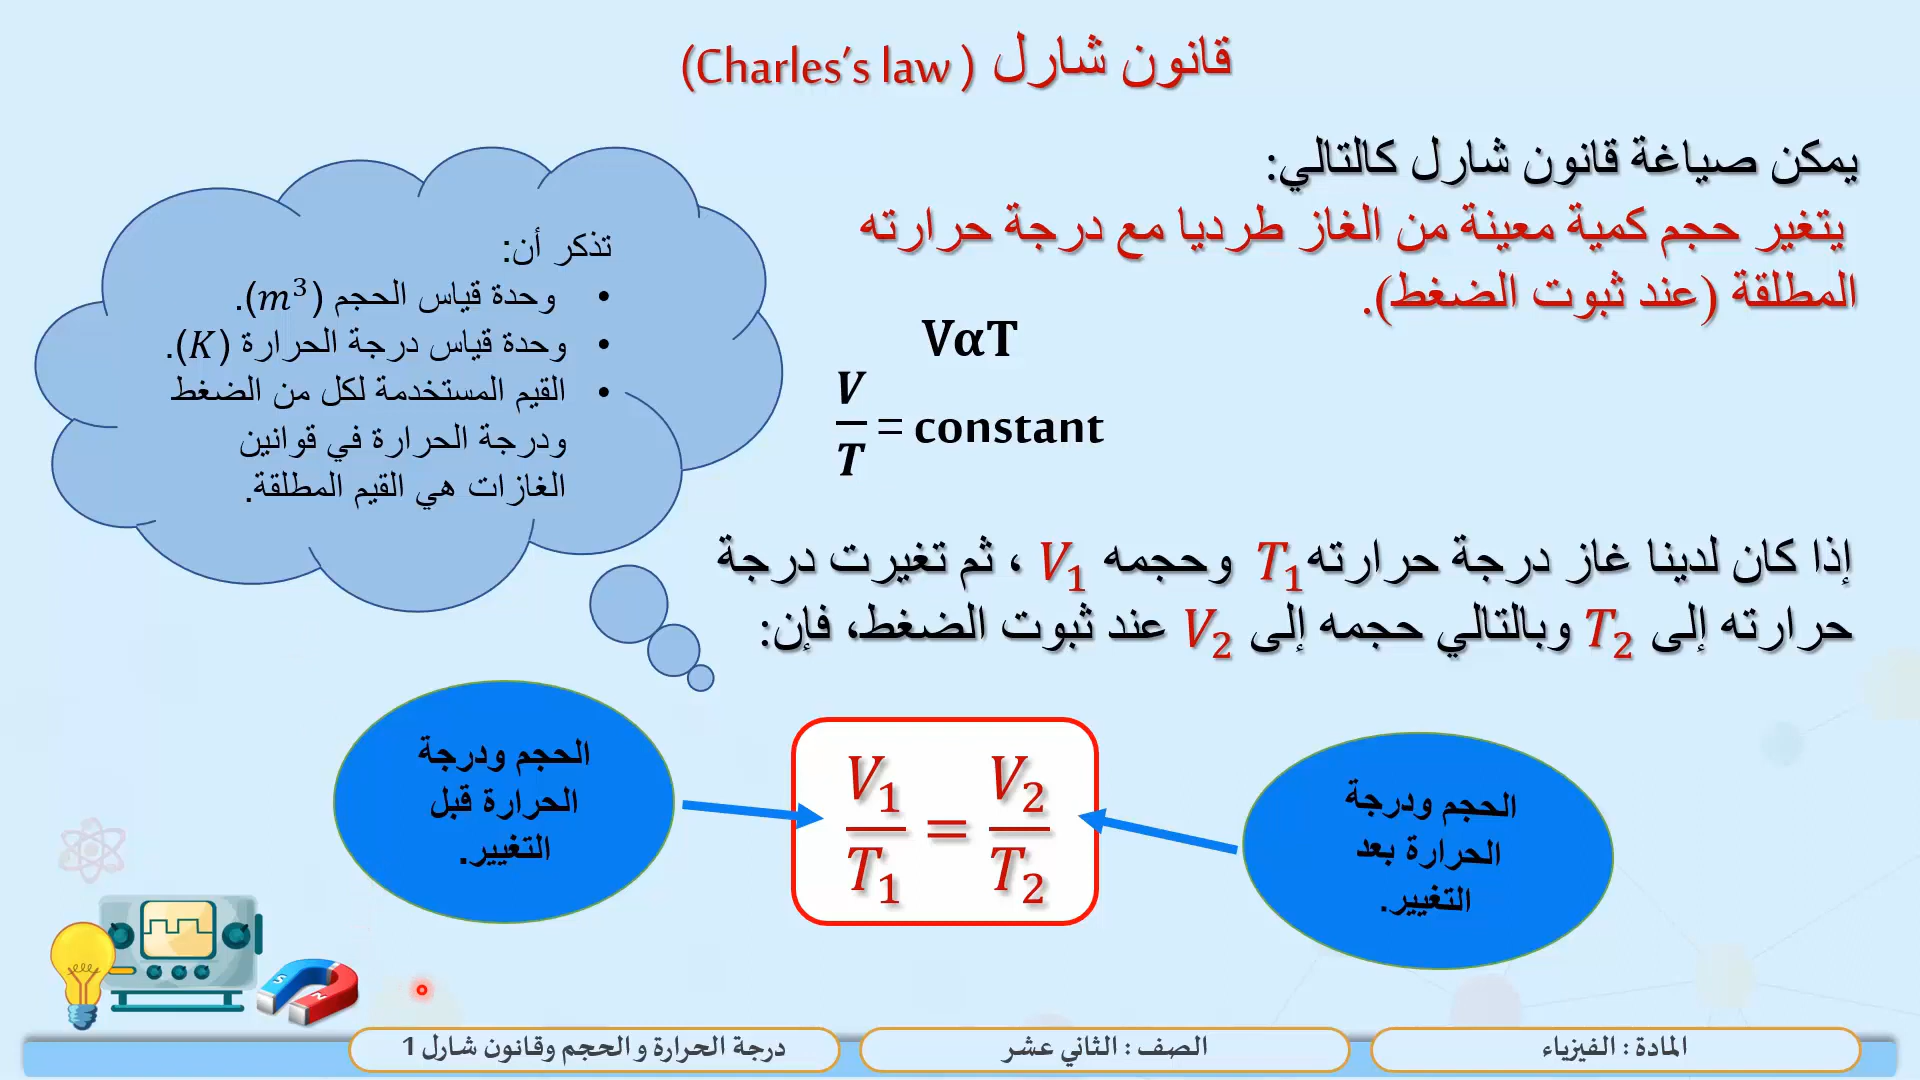 قانون شارل (Charles’s law)
يمكن صياغة قانون شارل كالتالي:
يتغير حجم كمية معينة من الغاز طرديا مع درجة حرارته
المطلقة (عند ثبوت الضغط).
VαT
V/T = constant
تذكر أن:
• وحدة قياس الحجم (m³).
• وحدة قياس درجة الحرارة (K).
• القيم المستخدمة لكل من الضغط
ودرجة الحرارة في قوانين
الغازات هي القيم المطلقة.
إذا كان لدينا غاز درجة حرارته T₁ وحجمه V₁ ، ثم تغيرت درجة
حرارته إلى T₂ وبالتالي حجمه إلى V₂ عند ثبوت الضغط، فإن:
الحجم ودرجة
الحرارة قبل
التغيير.
V₁/T₁ = V₂/T₂
الحجم ودرجة
الحرارة بعد
التغيير.
S
N
المادة : الفيزياء
الصف : الثاني عشر
درجة الحرارة و الحجم وقانون شارل 1